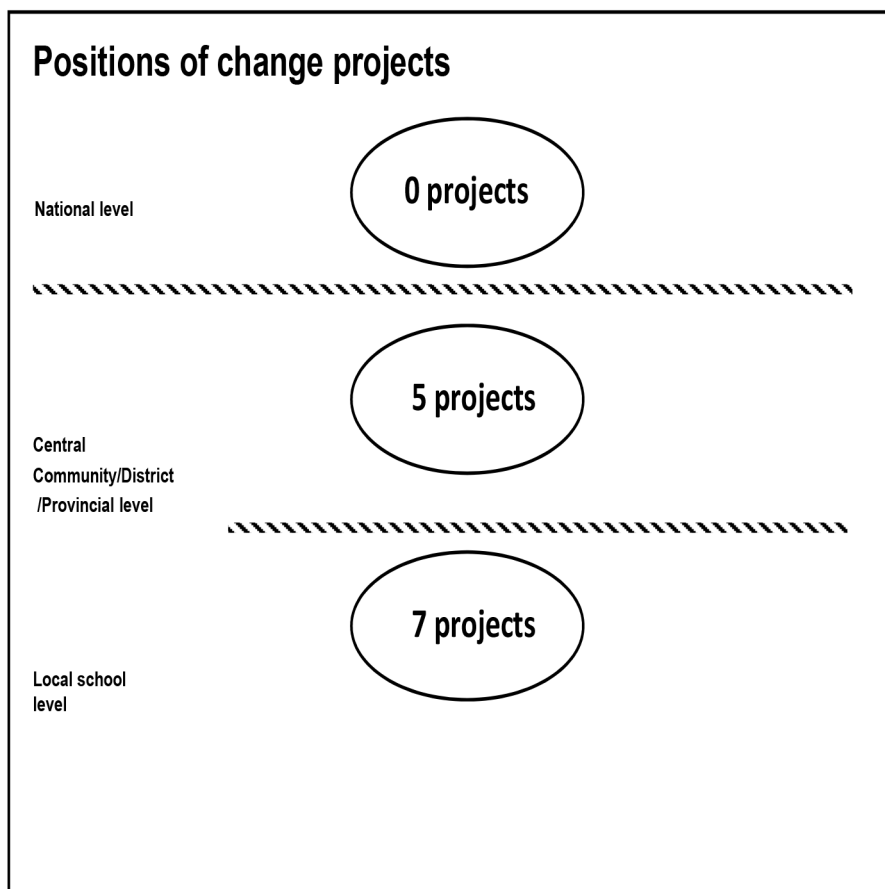 Positions of change projects
0 projects
National level
5 projects
Central
Community/District
/Provincial level
7 projects
Local school
level